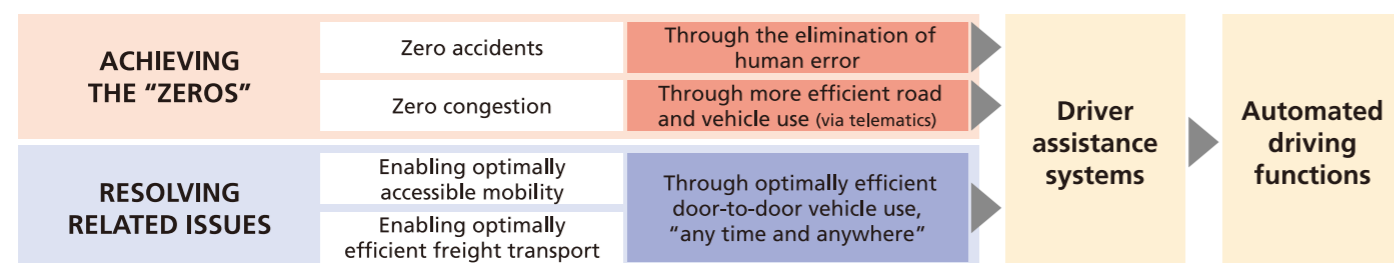 ACHIEVING
THE “ZEROS”
Zero accidents
Through the elimination of
human error
Zero congestion
Through more efficient road
and vehicle use (via telematics)
RESOLVING
RELATED ISSUES
Enabling optimally
accessible mobility
Enabling optimally
efficient freight transport
Through optimally efficient
door-to-door vehicle use,
“any time and anywhere”
Driver
assistance
systems
Automated
driving
functions